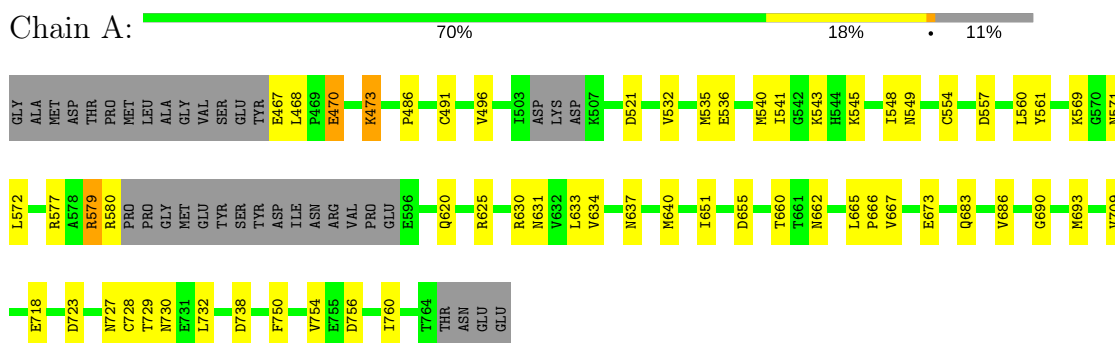 Chain A:
70% 18% • 11%
GLY ALA MET ASP THR PRO MET LEU ALA GLY VAL SER GLU TYR E467 L468 P469 E470 K473 P486 C491 V496 I503 ASP LYS ASP K507 D521 V532 M535 E536 M540 I541 G542 K543 H544 K545 I548 N549 C554 D557 L560 Y561 K569 G570 N571
L572 R577 A578 R579 R580 PRO PRO GLY MET GLU TYR SER TYR ASP ILE ASN ARG VAL PRO GLU E596 Q620 R625 R630 N631 V632 L633 V634 N637 M640 I651 D655 T660 T661 N662 L665 P666 V667 E673 Q683 V686 G690 M693 V709
E718 D723 N727 C728 T729 N730 E731 L732 D738 F750 V754 E755 D756 I760 T764 THR ASN GLU GLU